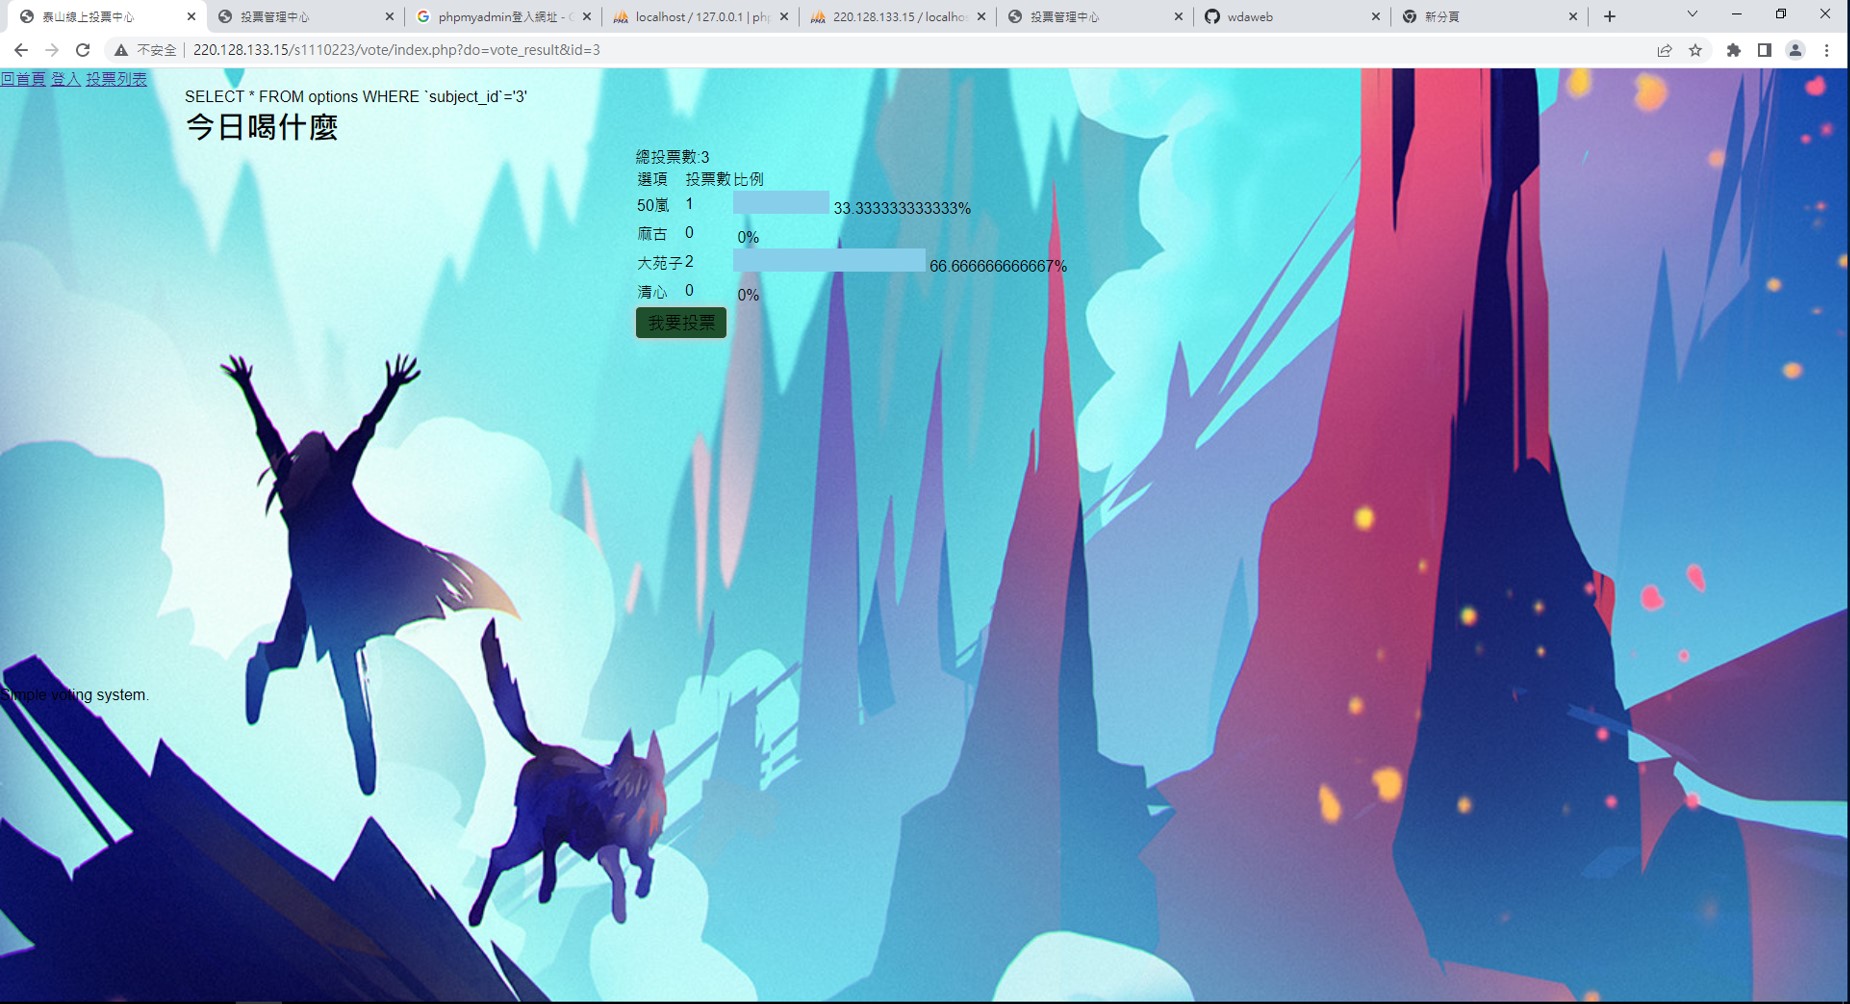 泰山線上投票中心
投票管理中心
phpmyadmin登入網址 - G
localhost / 127.0.0.1 | php
220.128.133.15 / localhos
投票管理中心
wdaweb
新分頁
不安全 | 220.128.133.15/s1110223/vote/index.php?do=vote_result&id=3
回首頁 登入 投票列表
SELECT * FROM options WHERE `subject_id`='3'
今日喝什麼
總投票數:3
選項 投票數 比例
50嵐 1 33.333333333333%
麻古 0 0%
大苑子 2 66.666666666667%
清心 0 0%
我要投票
Simple voting system.